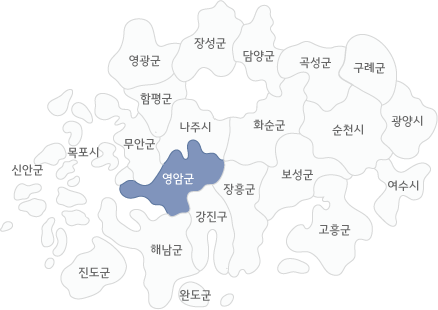 장성군
담양군
영광군
곡성군
구례군
함평군
나주시
화순군
순천시
광양시
무안군
목포시
신안군
영암군
장흥군
보성군
여수시
강진구
고흥군
해남군
진도군
완도군